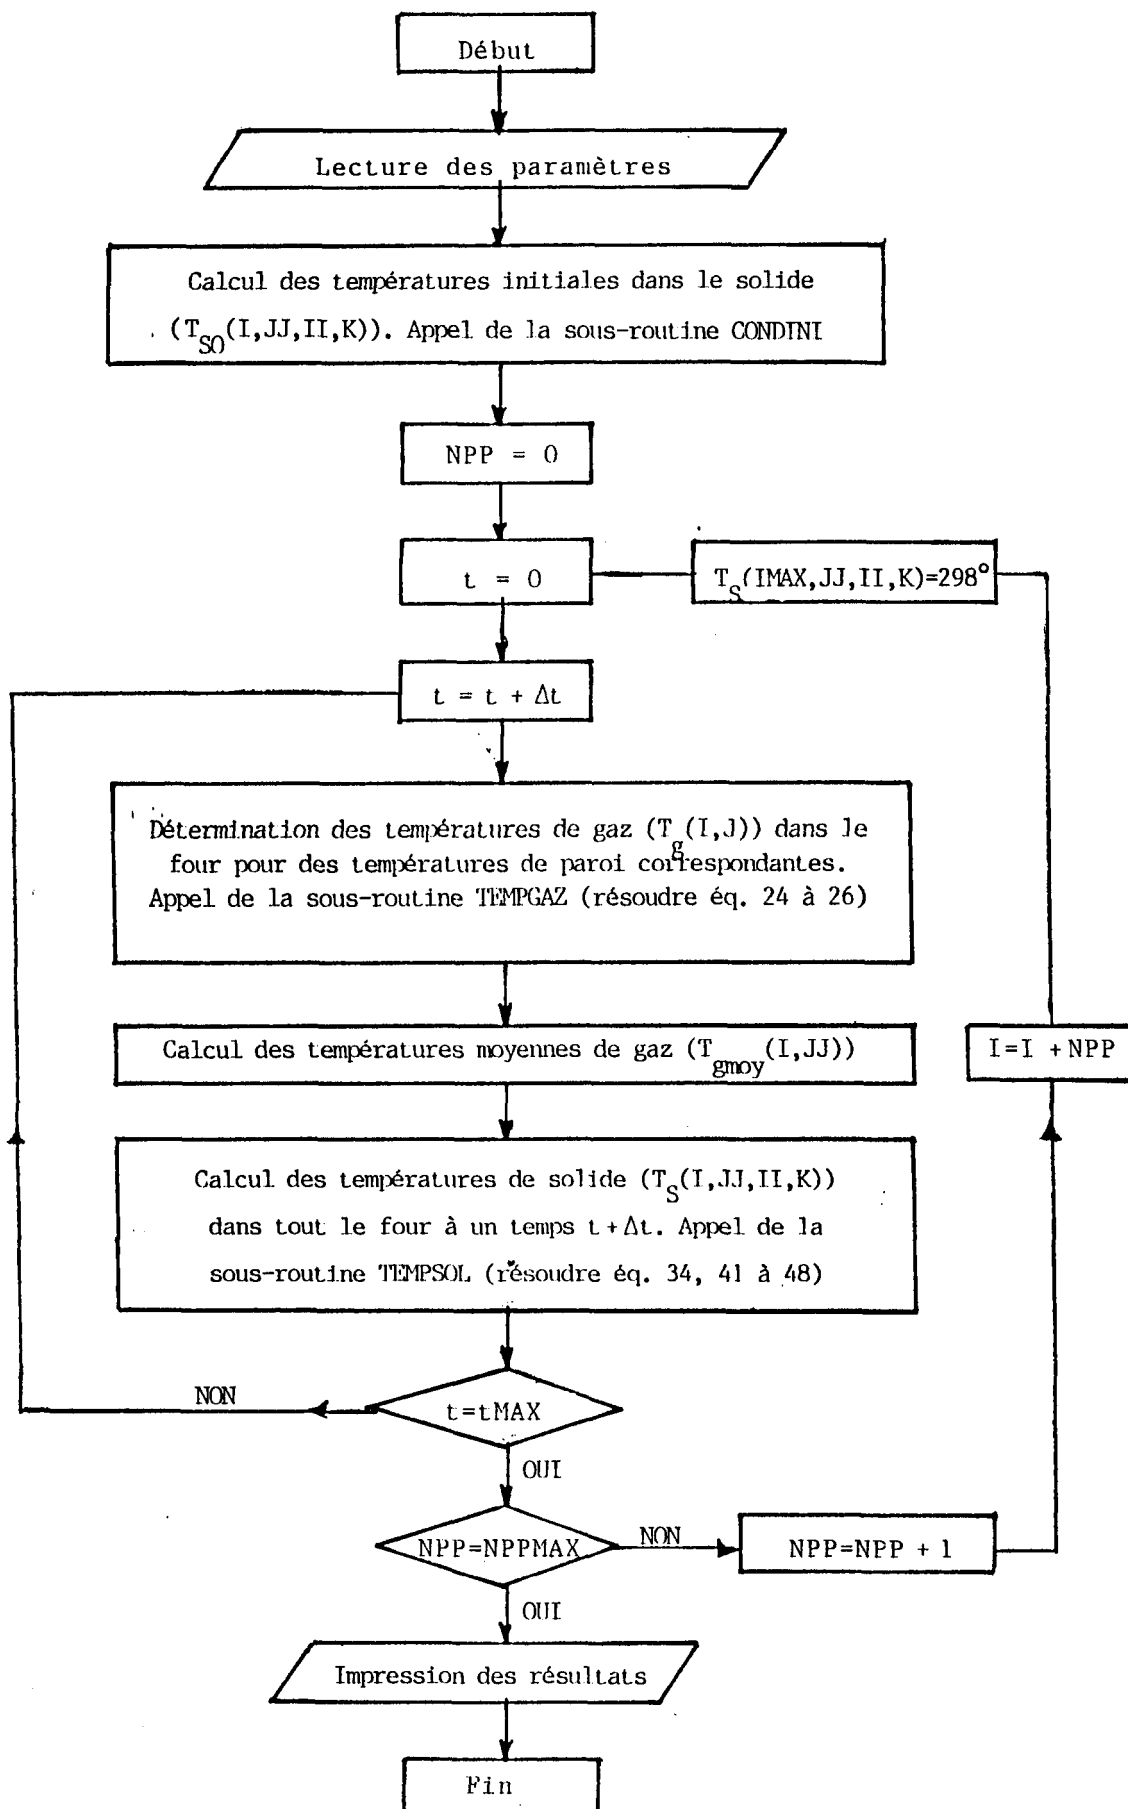 Début
Lecture des paramètres
Calcul des températures initiales dans le solide
(T_SO(I,JJ,II,K)). Appel de la sous-routine CONDINI
NPP = 0
t = 0
T_S(IMAX,JJ,II,K)=298°
t = t + Δt
Détermination des températures de gaz (T_g(I,J)) dans le
four pour des températures de paroi correspondantes.
Appel de la sous-routine TEMPGAZ (résoudre éq. 24 à 26)
Calcul des températures moyennes de gaz (T_gmoy(I,JJ))
I=I + NPP
Calcul des températures de solide (T_S(I,JJ,II,K))
dans tout le four à un temps t + Δt. Appel de la
sous-routine TEMPSOL (résoudre éq. 34, 41 à 48)
NON
t=tMAX
OUI
NPP=NPPMAX
NON
NPP=NPP + 1
OUI
Impression des résultats
Fin